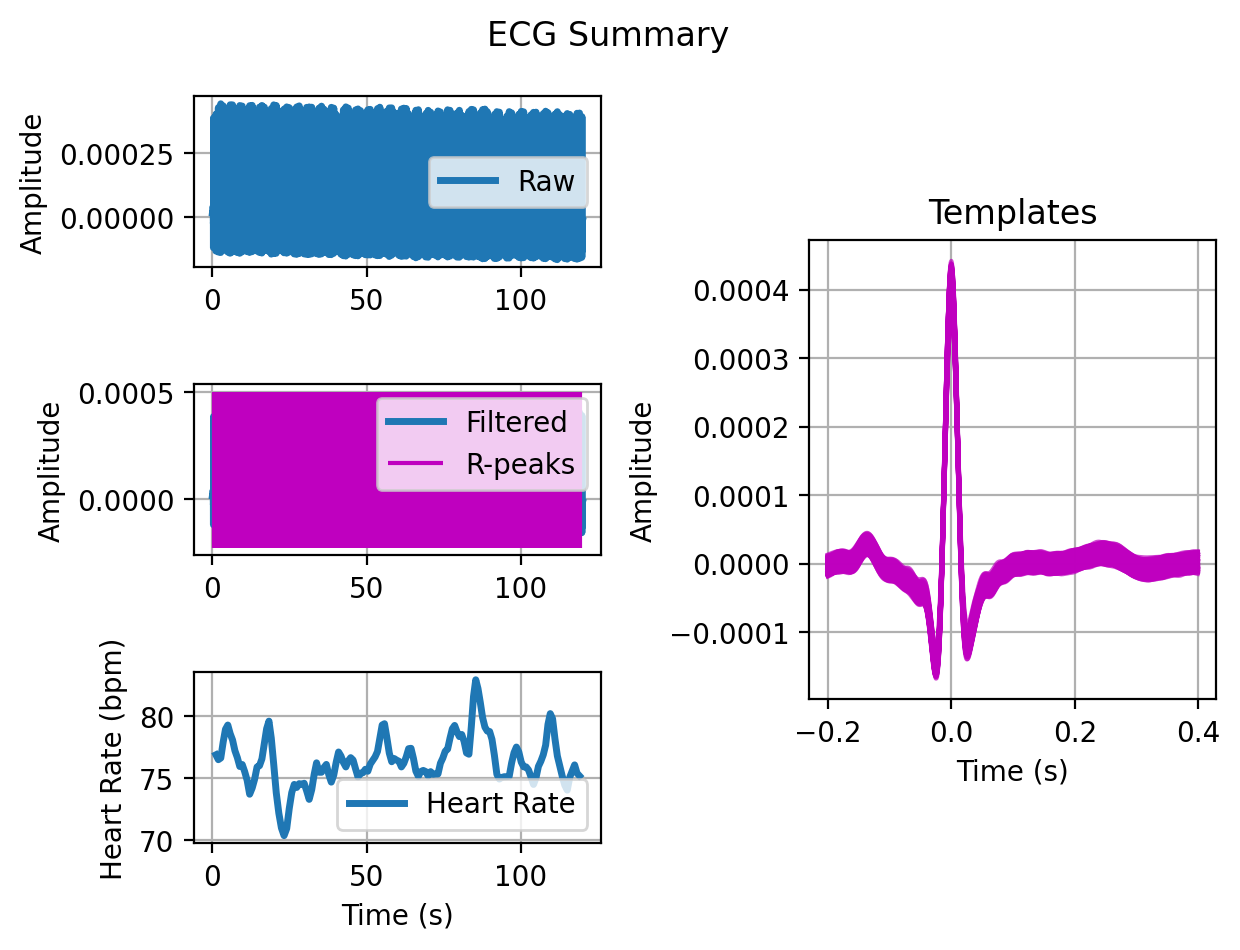 ECG Summary
Amplitude
0.00025
0.00000
Raw
0
50
100
Amplitude
0.0005
0.0000
Filtered
R-peaks
0
50
100
Heart Rate (bpm)
80
75
70
Heart Rate
0
50
100
Time (s)
Templates
Amplitude
0.0004
0.0003
0.0002
0.0001
0.0000
−0.0001
−0.2
0.0
0.2
0.4
Time (s)